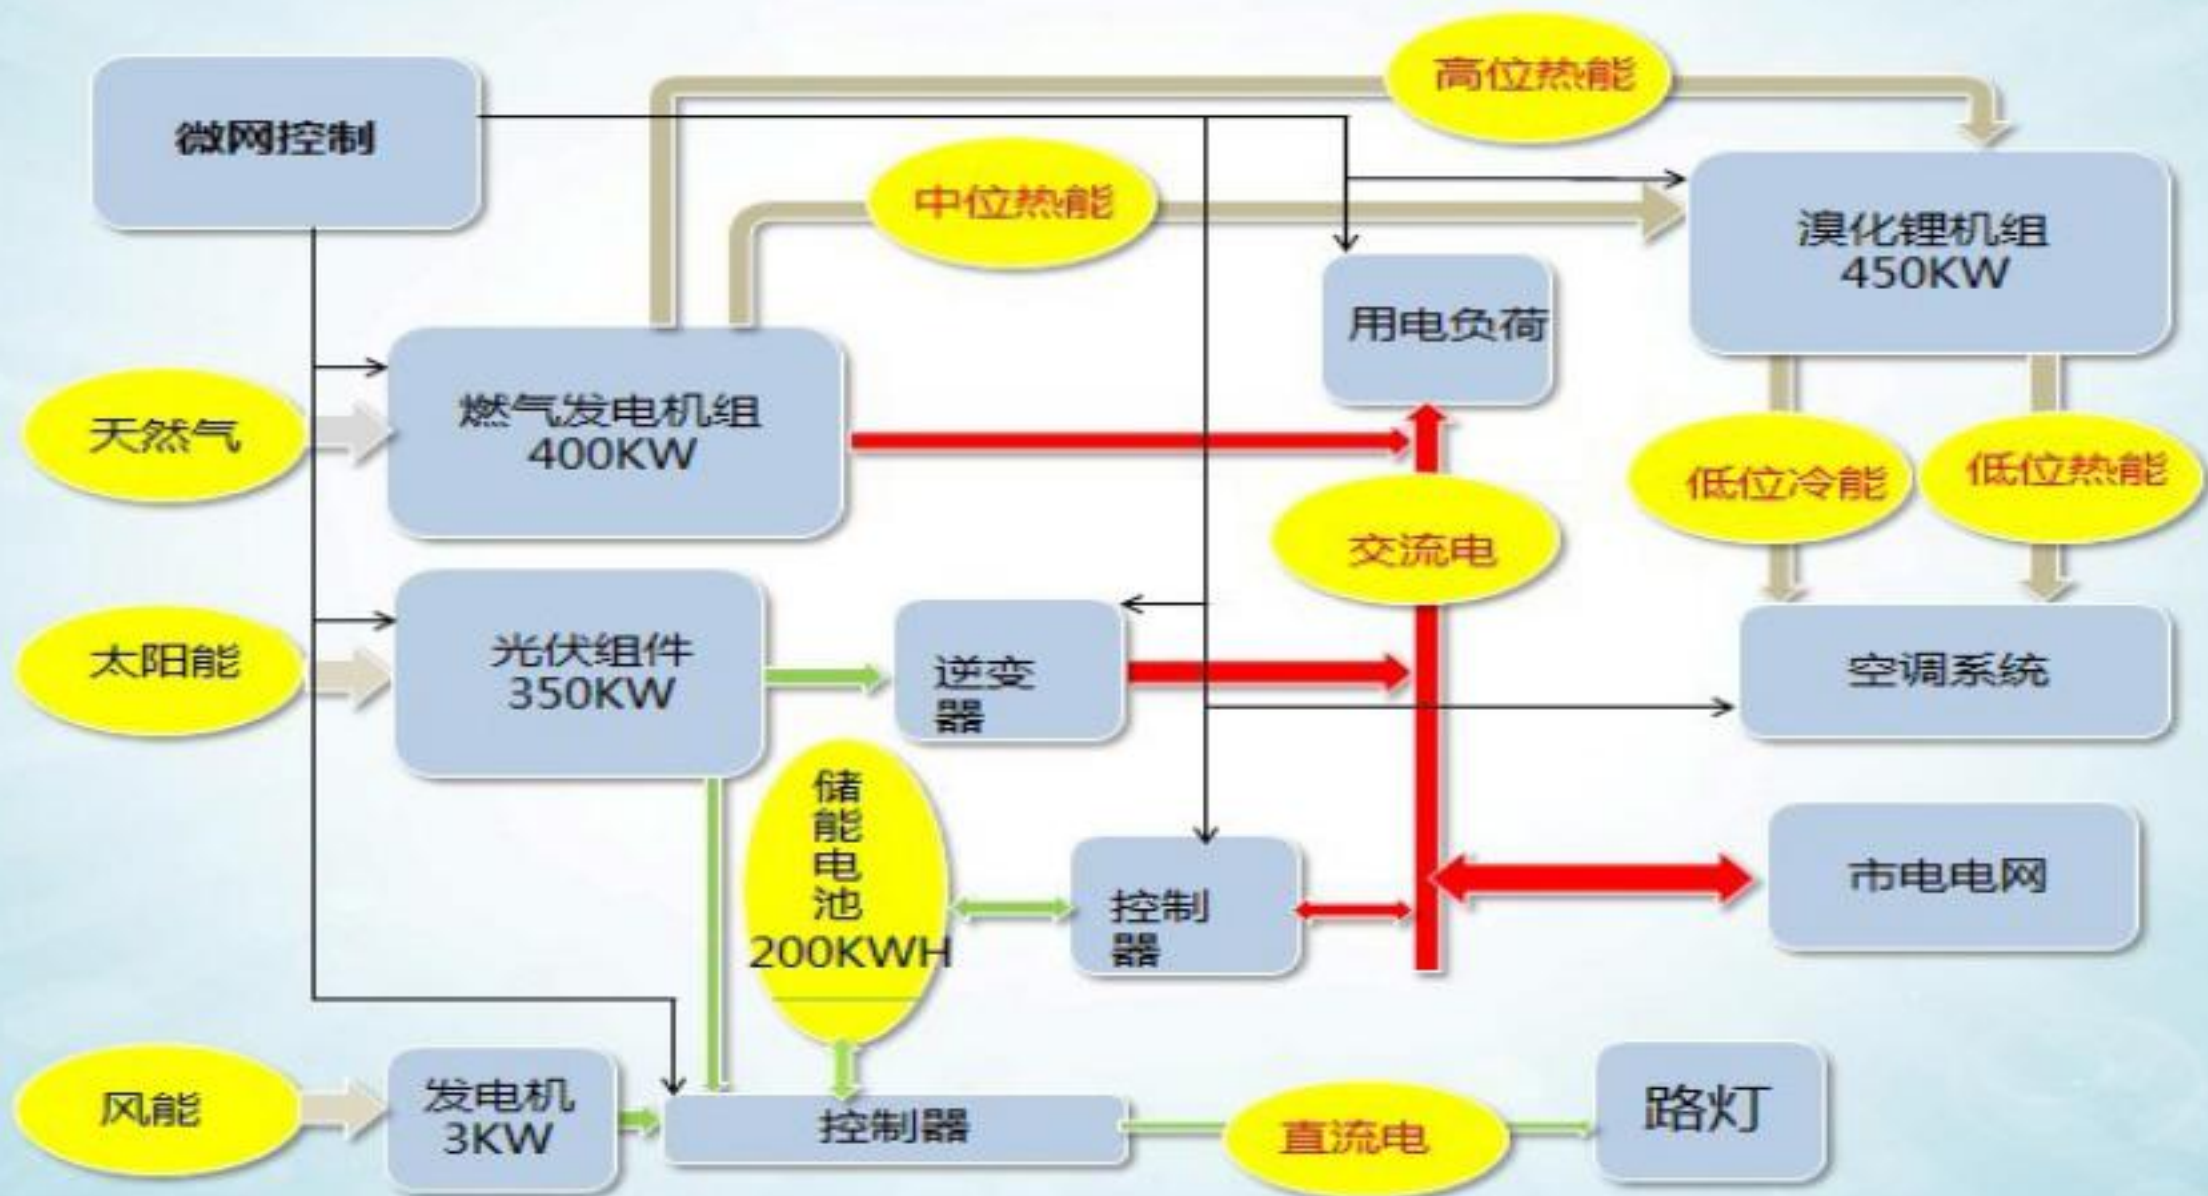 高位热能
微网控制
中位热能
溴化锂机组
450KW
用电负荷
天然气
燃气发电机组
400KW
低位冷能
低位热能
交流电
太阳能
光伏组件
350KW
逆变
器
空调系统
储
能
电
池
200KWH
控制
器
市电电网
风能
发电机
3KW
控制器
直流电
路灯